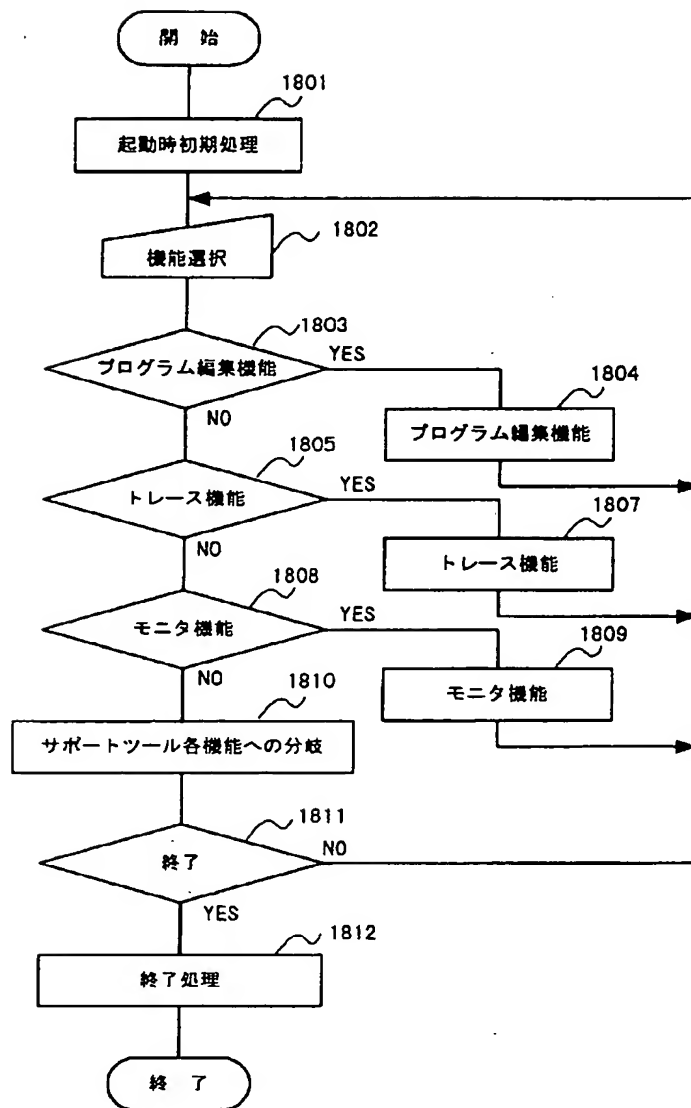 開 始
1801
起動時初期処理
1802
機能選択
1803
プログラム編集機能
YES
1804
プログラム編集機能
NO
1805
トレース機能
YES
1807
トレース機能
NO
1808
モニタ機能
YES
1809
モニタ機能
NO
1810
サポートツール各機能への分岐
1811
終了
NO
YES
1812
終了処理
終 了